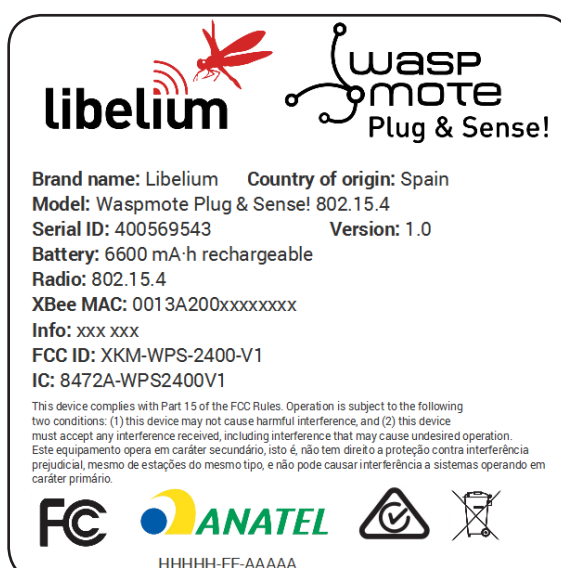 libelium
wasp
mote
Plug & Sense!
Brand name: Libelium Country of origin: Spain
Model: Waspmote Plug & Sense! 802.15.4
Serial ID: 400569543 Version: 1.0
Battery: 6600 mA·h rechargeable
Radio: 802.15.4
XBee MAC: 0013A200xxxxxxxx
Info: xxx xxx
FCC ID: XKM-WPS-2400-V1
IC: 8472A-WPS2400V1
This device complies with Part 15 of the FCC Rules. Operation is subject to the following
two conditions: (1) this device may not cause harmful interference, and (2) this device
must accept any interference received, including interference that may cause undesired operation.
Este equipamento opera em caráter secundário, isto é, não tem direito a proteção contra interferência
prejudicial, mesmo de estações do mesmo tipo, e não pode causar interferência a sistemas operando em
caráter primário.
FC ANATEL
HHHHH-FF-AAAAA